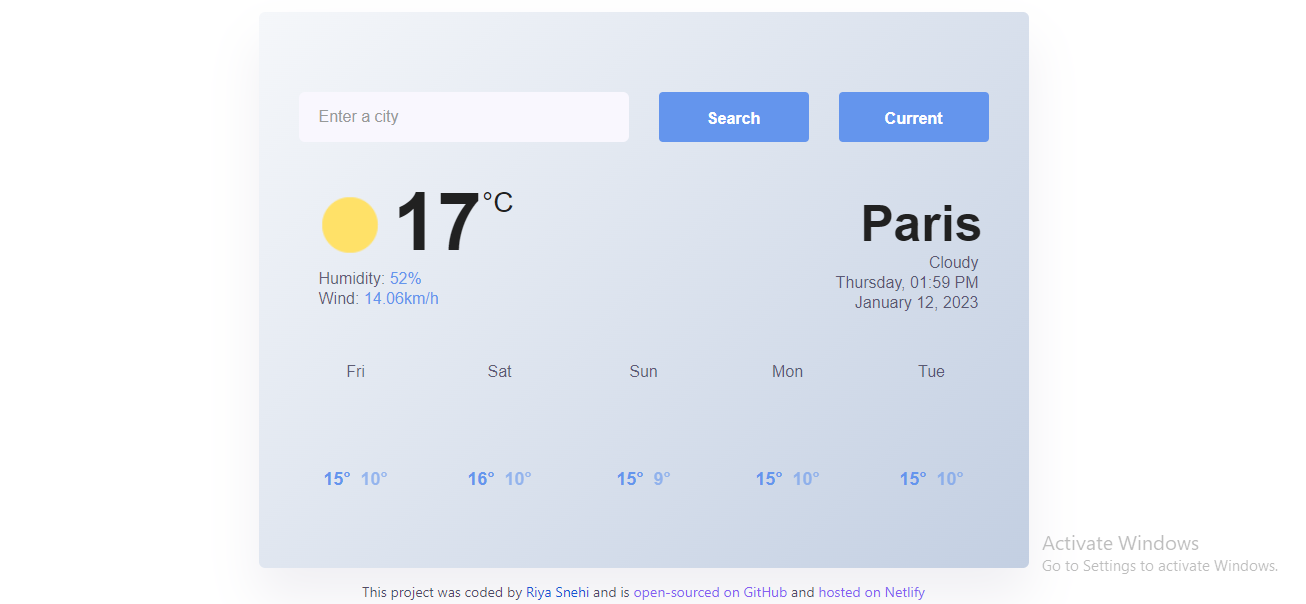 Enter a city
Search
Current
17°C
Paris
Humidity: 52%
Wind: 14.06km/h
Cloudy
Thursday, 01:59 PM
January 12, 2023
Fri Sat Sun Mon Tue
15° 10° 16° 10° 15° 9° 15° 10° 15° 10°
Activate Windows
Go to Settings to activate Windows.
This project was coded by Riya Snehi and is open-sourced on GitHub and hosted on Netlify